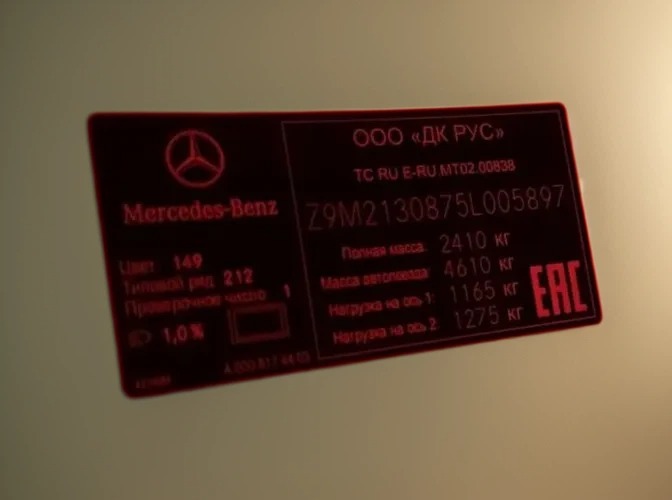 Mercedes-Benz
Цвет 149
Типовой ряд 212
Проверочное число 1
1,0 %
ООО «ДК РУС»
ТС RU E-RU.MT02.00838
Z9M2130875L005897
Полная масса: 2410 кг
Масса автопоезда: 4610 кг
Нагрузка на ось 1: 1165 кг
Нагрузка на ось 2: 1275 кг
EAC